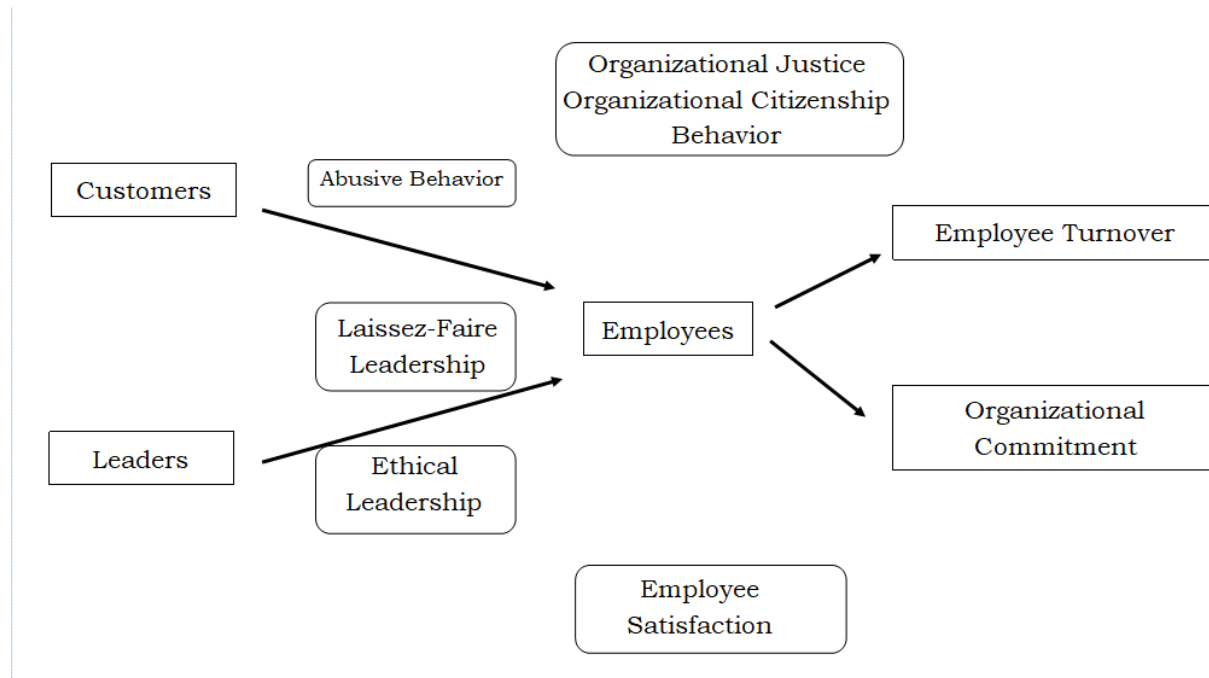 Organizational Justice
Organizational Citizenship
Behavior
Customers
Abusive Behavior
Employee Turnover
Laissez-Faire
Leadership
Employees
Organizational
Commitment
Leaders
Ethical
Leadership
Employee
Satisfaction